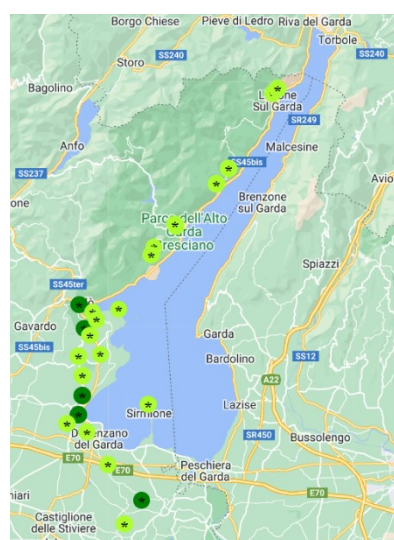 Borgo Chiese
Pieve di Ledro
Riva del Garda
Torbole
Storo
SS240
SS240
Bagolino
Sul Garda
SR249
Anfo
Malcesine
SS45bis
SS237
Avio
one
Brenzone
sul Garda
Parco dell'Alto
Garda
Bresciano
Spiazzi
SS45ter
Gavardo
Garda
SS45bis
Bardolino
SS12
A22
Sirmione
Lazise
Bussolengo
SR450
del Garda
E70
E70
Peschiera
del Garda
E70
hiari
Castiglione
delle Stiviere